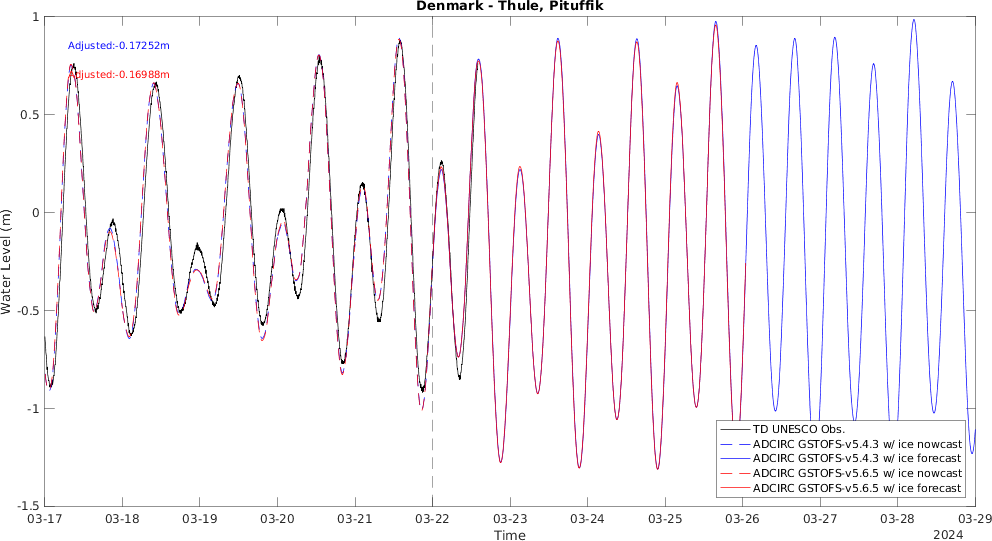 Denmark - Thule, Pituffik
Adjusted:-0.17252m
Adjusted:-0.16988m
Water Level (m)
1
0.5
0
-0.5
-1
-1.5
TD UNESCO Obs.
ADCIRC GSTOFS-v5.4.3 w/ ice nowcast
ADCIRC GSTOFS-v5.4.3 w/ ice forecast
ADCIRC GSTOFS-v5.6.5 w/ ice nowcast
ADCIRC GSTOFS-v5.6.5 w/ ice forecast
03-17 03-18 03-19 03-20 03-21 03-22 03-23 03-24 03-25 03-26 03-27 03-28 03-29
Time
2024